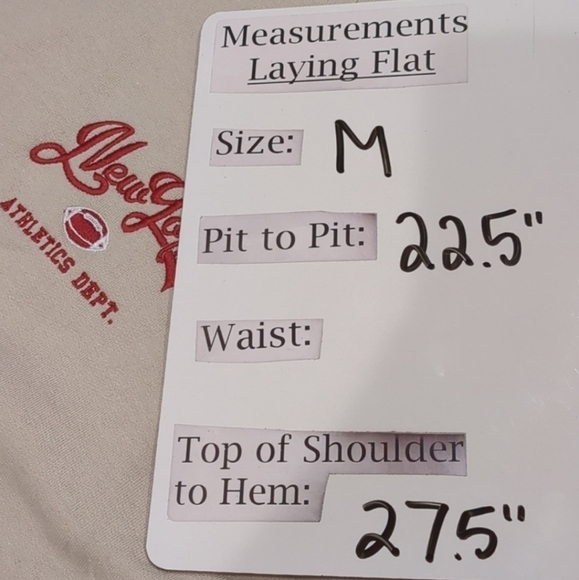 Measurements
Laying Flat
Size: M
Pit to Pit: 22.5"
Waist:
Top of Shoulder
to Hem: 27.5"
New
ATHLETICS DEPT.